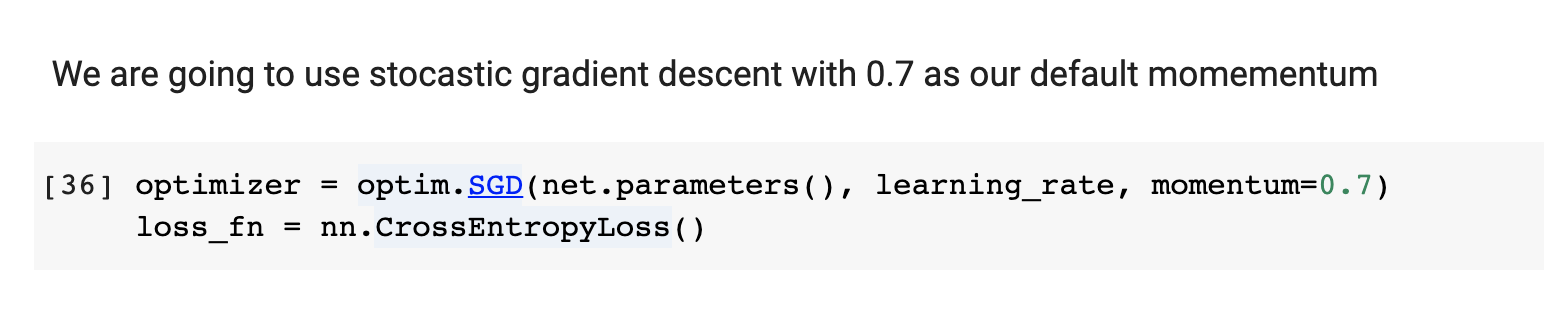 We are going to use stocastic gradient descent with 0.7 as our default momementum
[36] optimizer = optim.SGD(net.parameters(), learning_rate, momentum=0.7)
loss_fn = nn.CrossEntropyLoss()